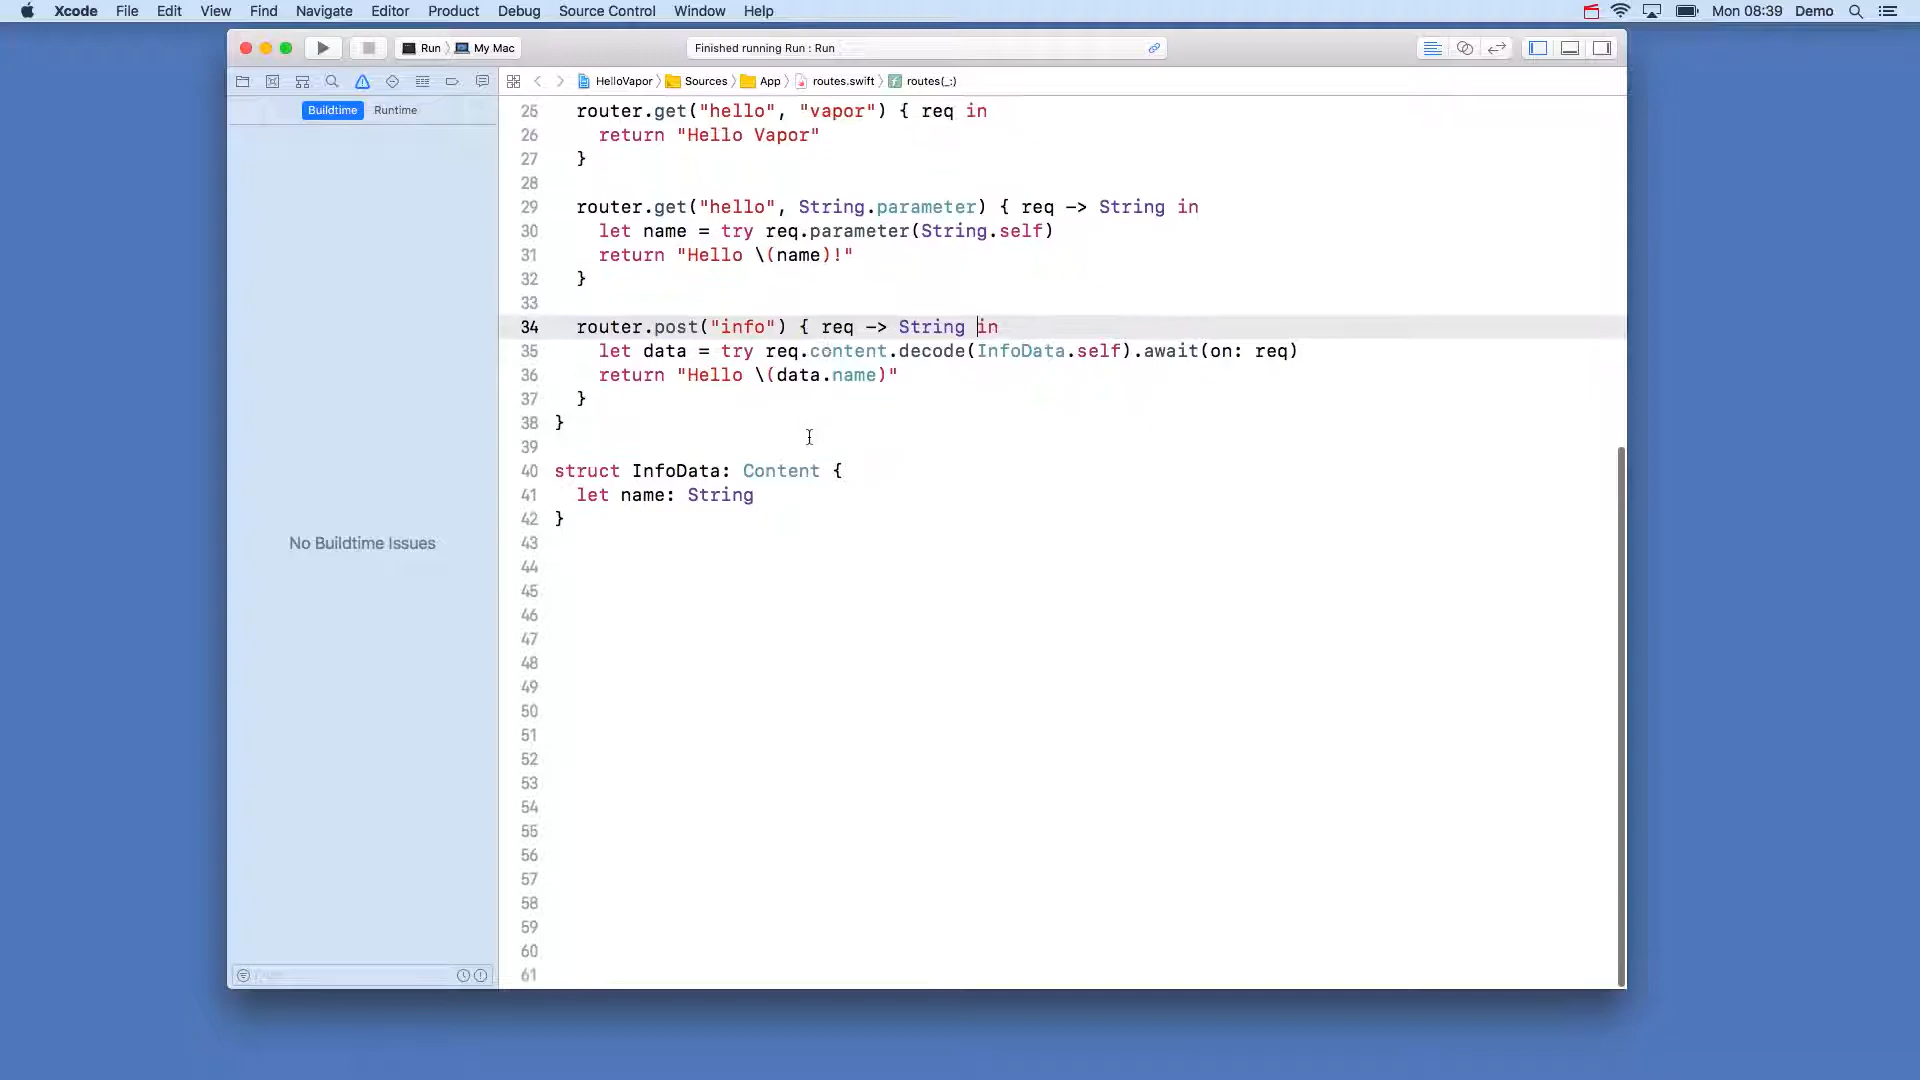 Xcode File Edit View Find Navigate Editor Product Debug Source Control Window Help Mon 08:39 Demo
Run My Mac Finished running Run : Run
HelloVapor Sources App routes.swift routes(_:)
Buildtime Runtime
25 router.get("hello", "vapor") { req in
26 return "Hello Vapor"
27 }
28
29 router.get("hello", String.parameter) { req -> String in
30 let name = try req.parameter(String.self)
31 return "Hello \(name)!"
32 }
33
34 router.post("info") { req -> String in
35 let data = try req.content.decode(InfoData.self).await(on: req)
36 return "Hello \(data.name)"
37 }
38 }
39
40 struct InfoData: Content {
41 let name: String
42 }
43
No Buildtime Issues
44
45
46
47
48
49
50
51
52
53
54
55
56
57
58
59
60
61